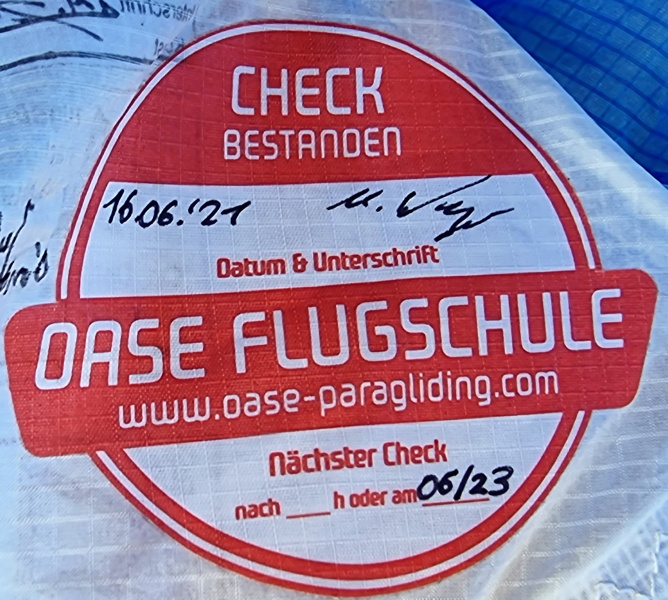 CHECK
BESTANDEN
16.06.'21
Datum & Unterschrift
OASE FLUGSCHULE
www.oase-paragliding.com
Nächster Check
nach ____ h oder am 06/23